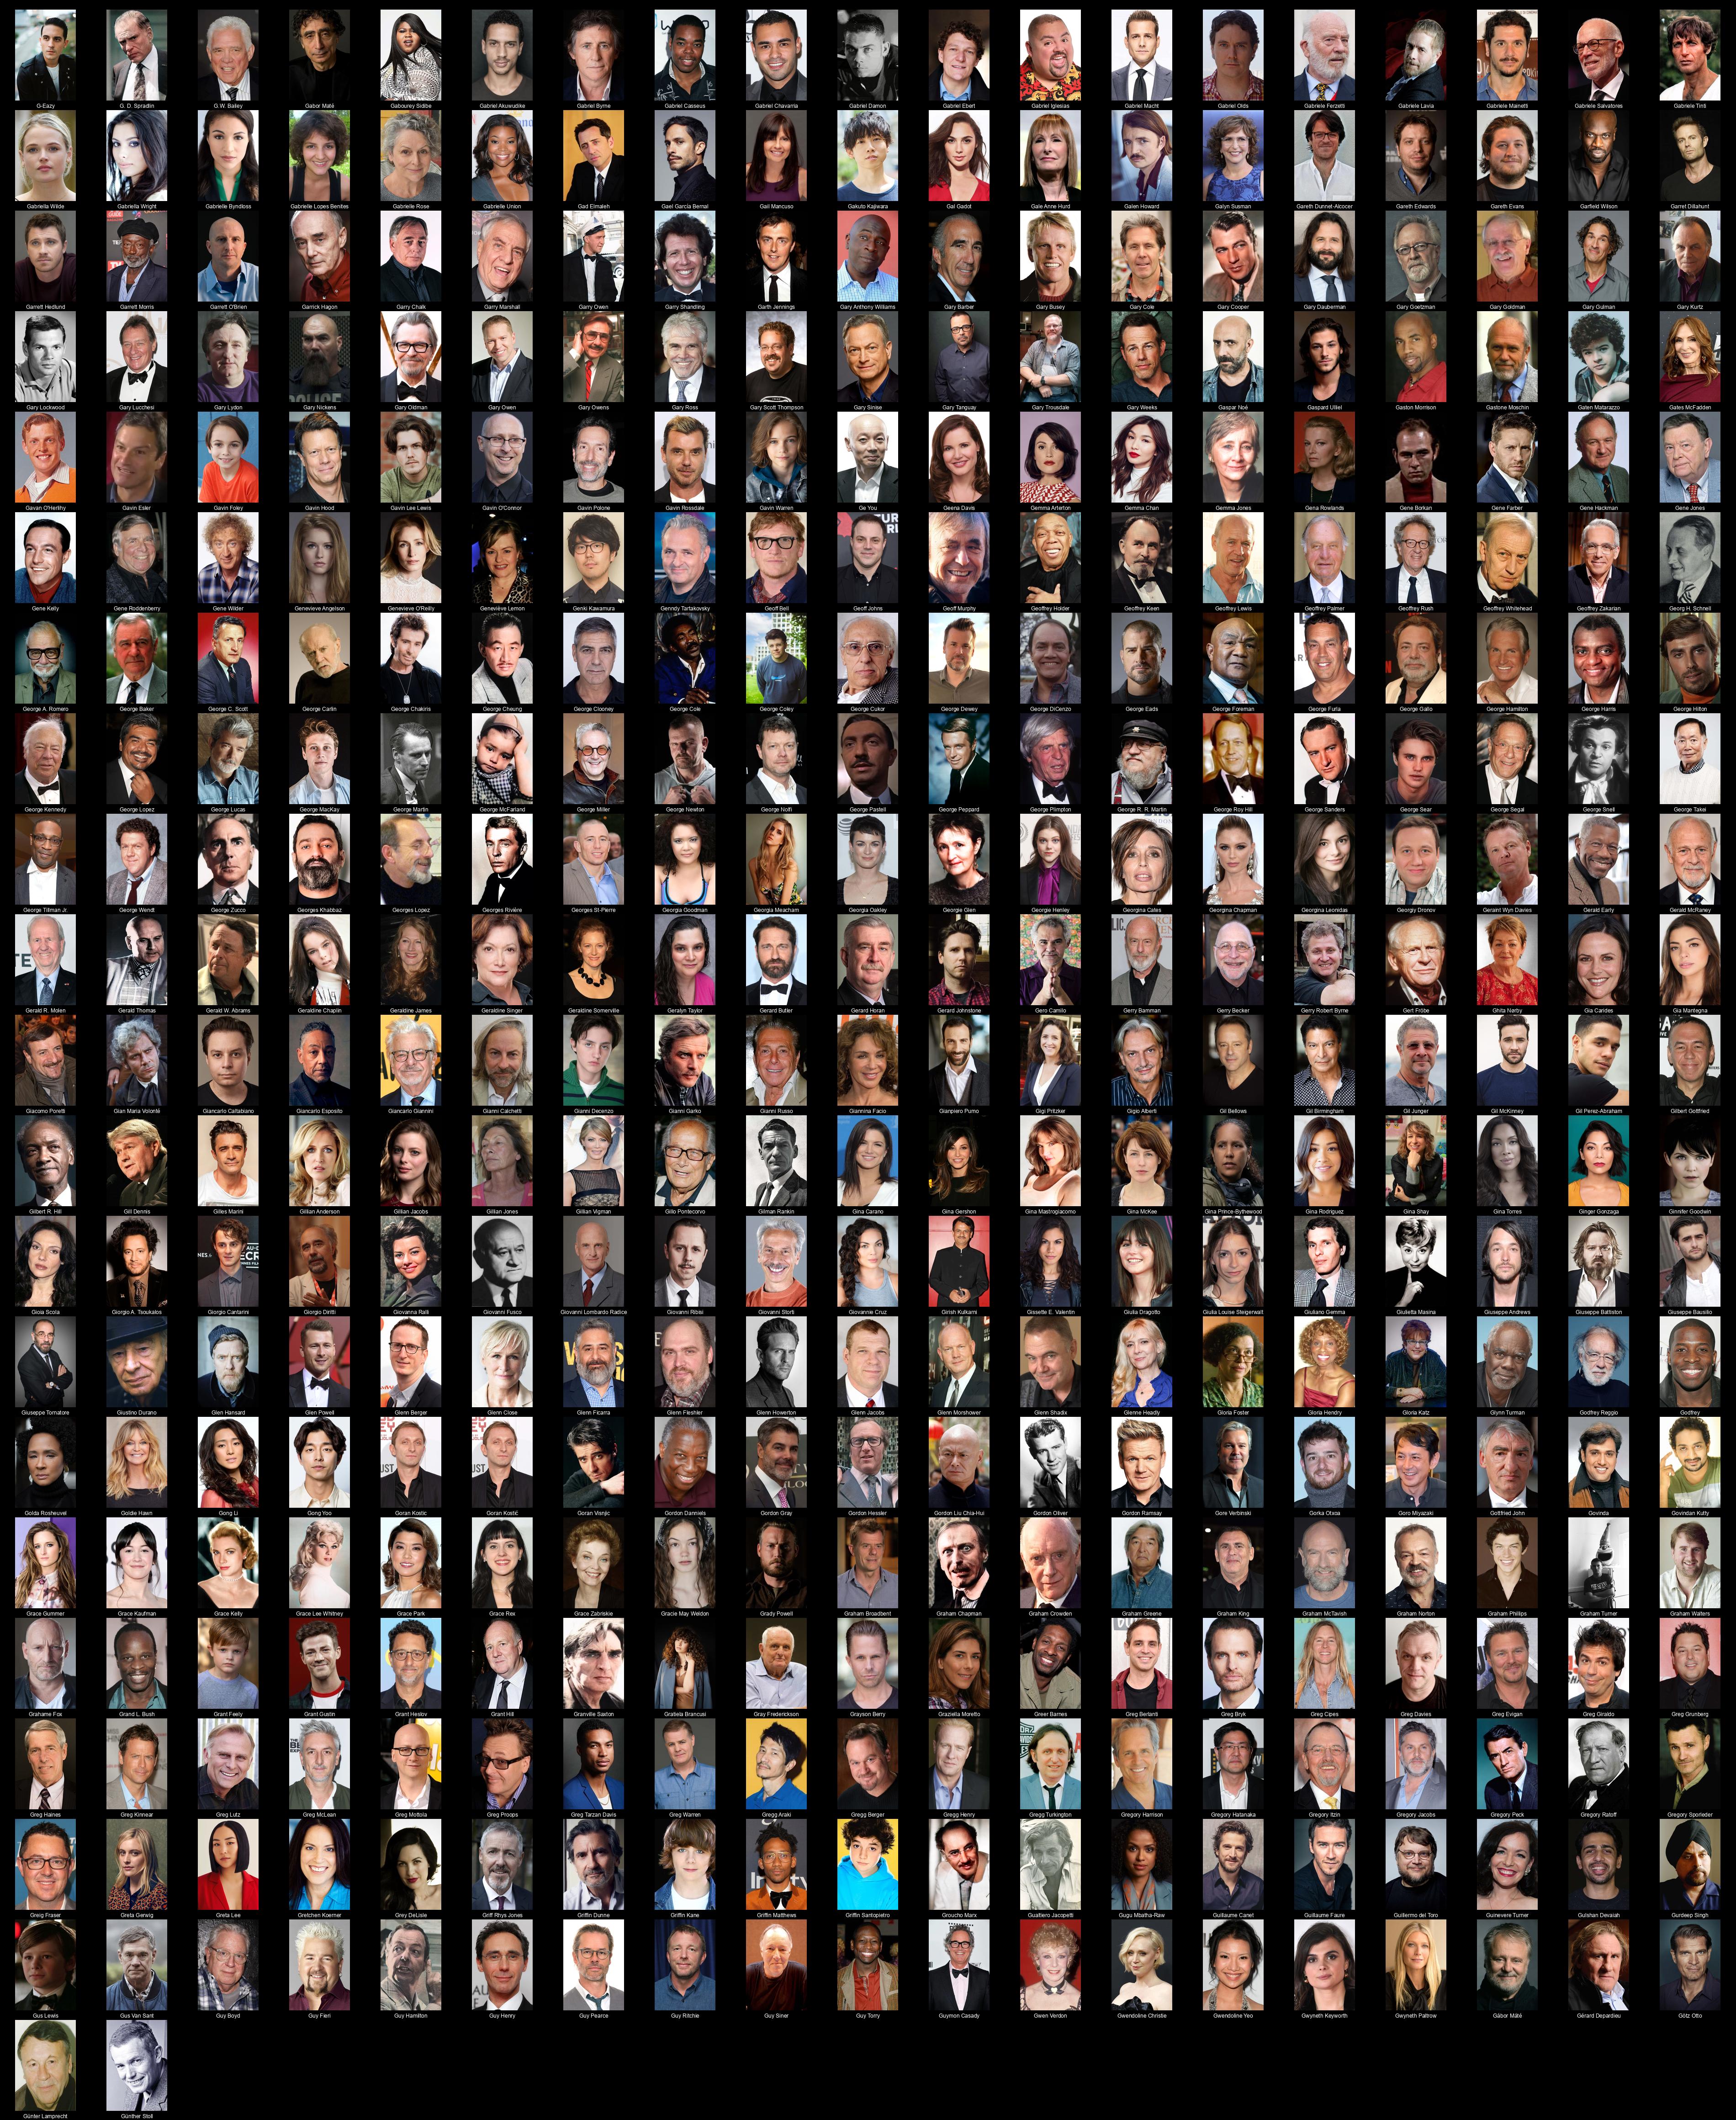 G-Eazy G. D. Spradlin G.W. Bailey Gabor Maté Gabourey Sidibe Gabriel Akuwudike Gabriel Byrne Gabriel Casseus Gabriel Chavarria Gabriel Damon Gabriel Ebert Gabriel Iglesias Gabriel Macht Gabriel Olds Gabriele Ferzetti Gabriele Lavia Gabriele Mainetti Gabriele Salvatores Gabriele Tinti
Gabriella Wilde Gabriella Wright Gabrielle Byndloss Gabrielle Lopes Benites Gabrielle Rose Gabrielle Union Gad Elmaleh Gael García Bernal Gail Mancuso Gakuto Kajiwara Gal Gadot Gale Anne Hurd Galen Howard Galyn Susman Gareth Dunnet-Alcocer Gareth Edwards Gareth Evans Garfield Wilson Garret Dillahunt
Garrett Hedlund Garrett Morris Garrett O'Brien Garrick Hagon Garry Chalk Garry Marshall Garry Owen Garry Shandling Garth Jennings Gary Anthony Williams Gary Barber Gary Busey Gary Cole Gary Cooper Gary Dauberman Gary Goetzman Gary Goldman Gary Gulman Gary Kurtz
Gary Lockwood Gary Lucchesi Gary Lydon Gary Nickens Gary Oldman Gary Owen Gary Owens Gary Ross Gary Scott Thompson Gary Sinise Gary Tanguay Gary Trousdale Gary Weeks Gaspar Noé Gaspard Ulliel Gaston Morrison Gastone Moschin Gaten Matarazzo Gates McFadden
Gavan O'Herlihy Gavin Esler Gavin Foley Gavin Hood Gavin Lee Lewis Gavin O'Connor Gavin Polone Gavin Rossdale Gavin Warren Ge You Geena Davis Gemma Arterton Gemma Chan Gemma Jones Gena Rowlands Gene Borkan Gene Farber Gene Hackman Gene Jones
Gene Kelly Gene Roddenberry Gene Wilder Genevieve Angelson Genevieve O'Reilly Geneviève Lemon Genki Kawamura Genndy Tartakovsky Geoff Bell Geoff Johns Geoff Murphy Geoffrey Holder Geoffrey Keen Geoffrey Lewis Geoffrey Palmer Geoffrey Rush Geoffrey Whitehead Geoffrey Zakarian Georg H. Schnell
George A. Romero George Baker George C. Scott George Carlin George Chakiris George Cheung George Clooney George Cole George Coley George Cukor George Dewey George DiCenzo George Eads George Foreman George Furla George Gallo George Hamilton George Harris George Hilton
George Kennedy George Lopez George Lucas George MacKay George Martin George McFarland George Miller George Newton George Nolfi George Pastell George Peppard George Plimpton George R. R. Martin George Roy Hill George Sanders George Sear George Segal George Snell George Takei
George Tillman Jr. George Wendt George Zucco Georges Khabbaz Georges Lopez Georges Rivière Georges St-Pierre Georgia Goodman Georgia Meacham Georgia Oakley Georgie Glen Georgie Henley Georgina Cates Georgina Chapman Georgina Leonidas Georgiy Dronov Geraint Wyn Davies Gerald Early Gerald McRaney
Gerald R. Molen Gerald Thomas Gerald W. Abrams Geraldine Chaplin Geraldine James Geraldine Singer Geraldine Somerville Geralyn Taylor Gerard Butler Gerard Horan Gerard Johnstone Gero Camilo Gerry Bamman Gerry Becker Gerry Robert Byrne Gert Fröbe Ghita Nørby Gia Carides Gia Mantegna
Giacomo Poretti Gian Maria Volonté Giancarlo Caltabiano Giancarlo Esposito Giancarlo Giannini Gianni Calchetti Gianni Decenzo Gianni Garko Gianni Russo Giannina Facio Gianpiero Pumo Gigi Pritzker Gigio Alberti Gil Bellows Gil Birmingham Gil Junger Gil McKinney Gil Perez-Abraham Gilbert Gottfried
Gilbert R. Hill Gill Dennis Gilles Marini Gillian Anderson Gillian Jacobs Gillian Jones Gillian Vigman Gillo Pontecorvo Gilman Rankin Gina Carano Gina Gershon Gina Mastrogiacomo Gina McKee Gina Prince-Bythewood Gina Rodriguez Gina Shay Gina Torres Ginger Gonzaga Ginnifer Goodwin
Gioia Scola Giorgio A. Tsoukalos Giorgio Cantarini Giorgio Diritti Giovanna Ralli Giovanni Fusco Giovanni Lombardo Radice Giovanni Ribisi Giovanni Storti Giovannie Cruz Girish Kulkarni Gissette E. Valentin Giulia Dragotto Giulia Louise Steigerwalt Giuliano Gemma Giulietta Masina Giuseppe Andrews Giuseppe Battiston Giuseppe Bausilio
Giuseppe Tornatore Giustino Durano Glen Hansard Glen Powell Glenn Berger Glenn Close Glenn Ficarra Glenn Fleshler Glenn Howerton Glenn Jacobs Glenn Morshower Glenn Shadix Glenne Headly Gloria Foster Gloria Hendry Gloria Katz Glynn Turman Godfrey Reggio Godfrey
Golda Rosheuvel Goldie Hawn Gong Li Gong Yoo Goran Kostic Goran Kostić Goran Visnjic Gordon Danniels Gordon Gray Gordon Hessler Gordon Liu Chia-Hui Gordon Oliver Gordon Ramsay Gore Verbinski Gorka Otxoa Goro Miyazaki Gottfried John Govinda Govindan Kutty
Grace Gummer Grace Kaufman Grace Kelly Grace Lee Whitney Grace Park Grace Rex Grace Zabriskie Gracie May Weldon Grady Powell Graham Broadbent Graham Chapman Graham Crowden Graham Greene Graham King Graham McTavish Graham Norton Graham Phillips Graham Turner Graham Walters
Grahame Fox Grand L. Bush Grant Feely Grant Gustin Grant Heslov Grant Hill Granville Saxton Gratiela Brancusi Gray Frederickson Grayson Berry Graziella Moretto Greer Barnes Greg Berlanti Greg Bryk Greg Cipes Greg Davies Greg Evigan Greg Giraldo Greg Grunberg
Greg Haines Greg Kinnear Greg Lutz Greg McLean Greg Mottola Greg Proops Greg Tarzan Davis Greg Warren Gregg Araki Gregg Berger Gregg Henry Gregg Turkington Gregory Harrison Gregory Hatanaka Gregory Itzin Gregory Jacobs Gregory Peck Gregory Ratoff Gregory Sporleder
Greig Fraser Greta Gerwig Greta Lee Gretchen Koerner Grey DeLisle Griff Rhys Jones Griffin Dunne Griffin Kane Griffin Matthews Griffin Santopietro Groucho Marx Gualtiero Jacopetti Gugu Mbatha-Raw Guillaume Canet Guillaume Faure Guillermo del Toro Guinevere Turner Gulshan Devaiah Gurdeep Singh
Gus Lewis Gus Van Sant Guy Boyd Guy Fieri Guy Hamilton Guy Henry Guy Pearce Guy Ritchie Guy Siner Guy Torry Guymon Casady Gwen Verdon Gwendoline Christie Gwendoline Yeo Gwyneth Keyworth Gwyneth Paltrow Gábor Máté Gérard Depardieu Götz Otto
Günter Lamprecht Günther Stoll